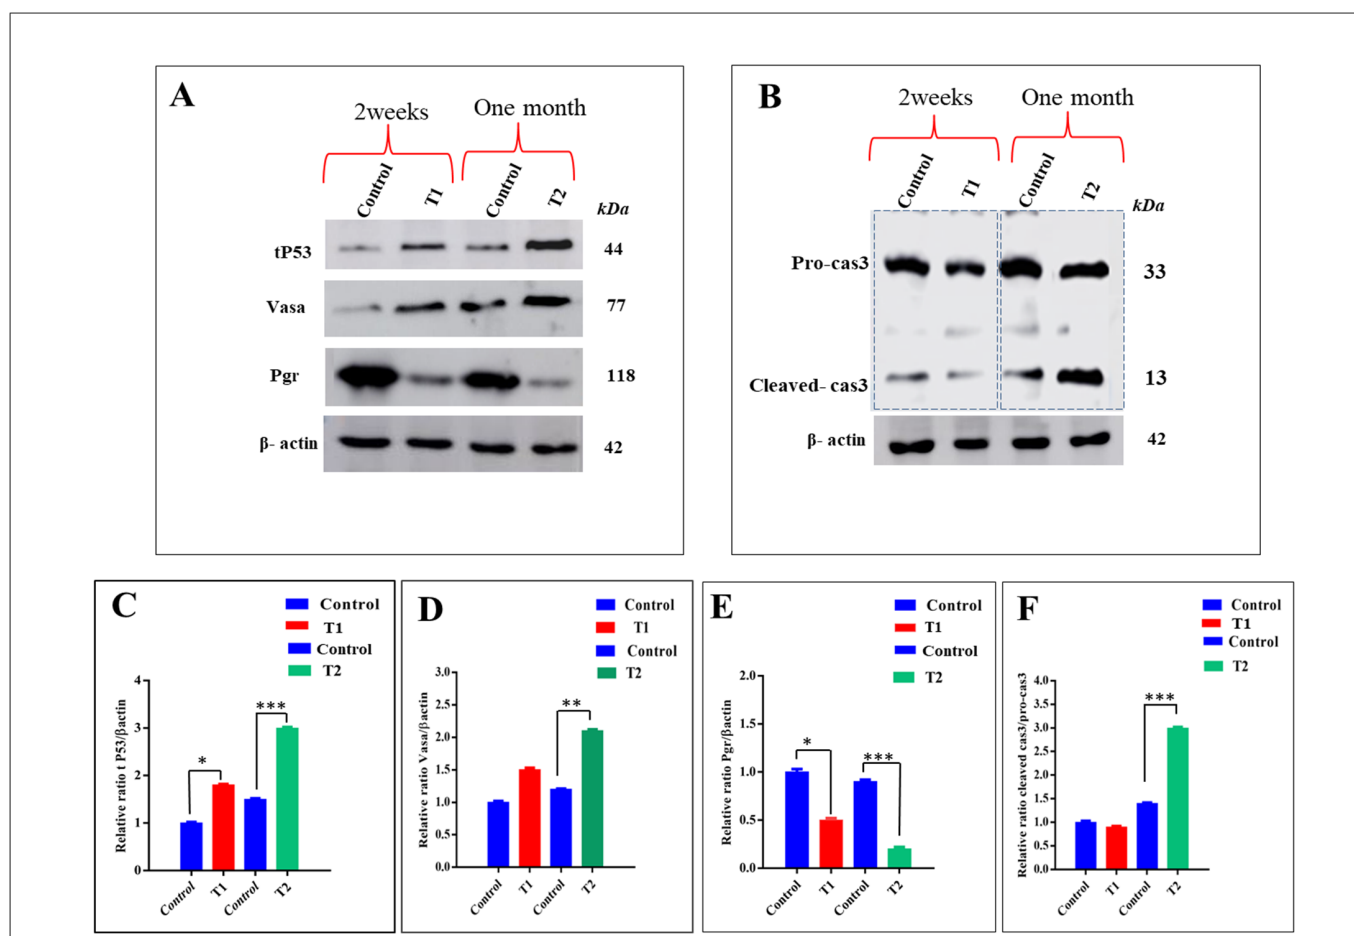 A
2weeks
One month
Control
T1
Control
T2
kDa
tP53
44
Vasa
77
Pgr
118
β- actin
42
B
2weeks
One month
Control
T1
Control
T2
kDa
Pro-cas3
33
Cleaved- cas3
13
β- actin
42
C
Control
T1
Control
T2
Relative ratio t P53/βactin
4
3
2
1
0
*
***
Control
T1
Control
T2
D
Control
T1
Control
T2
Relative ratio Vasa/βactin
3.0
2.5
2.0
1.5
1.0
0.5
0.0
**
Control
T1
Control
T2
E
Control
T1
Control
T2
Relative ratio Pgr/βactin
2.0
1.5
1.0
0.5
0.0
*
***
Control
T1
Control
T2
F
Control
T1
Control
T2
Relative ratio cleaved cas3/pro-cas3
4.0
3.5
3.0
2.5
2.0
1.5
1.0
0.5
0.0
***
Control
T1
Control
T2